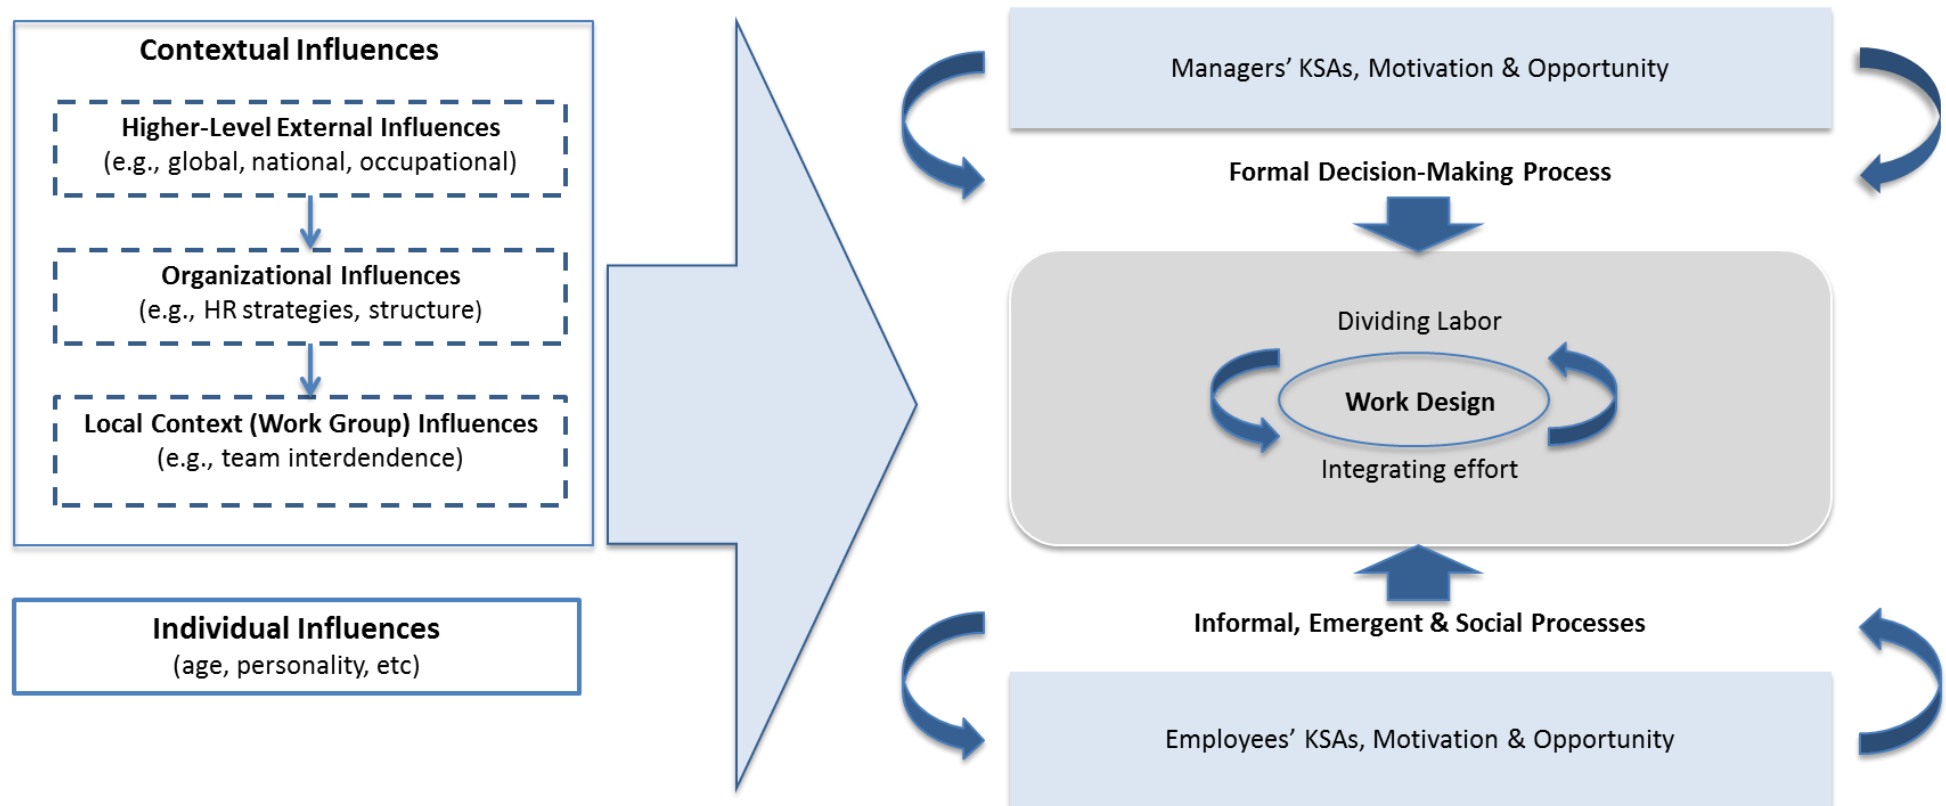 Contextual Influences
Higher-Level External Influences
(e.g., global, national, occupational)
Organizational Influences
(e.g., HR strategies, structure)
Local Context (Work Group) Influences
(e.g., team interdendence)
Individual Influences
(age, personality, etc)
Managers’ KSAs, Motivation & Opportunity
Formal Decision-Making Process
Dividing Labor
Work Design
Integrating effort
Informal, Emergent & Social Processes
Employees’ KSAs, Motivation & Opportunity